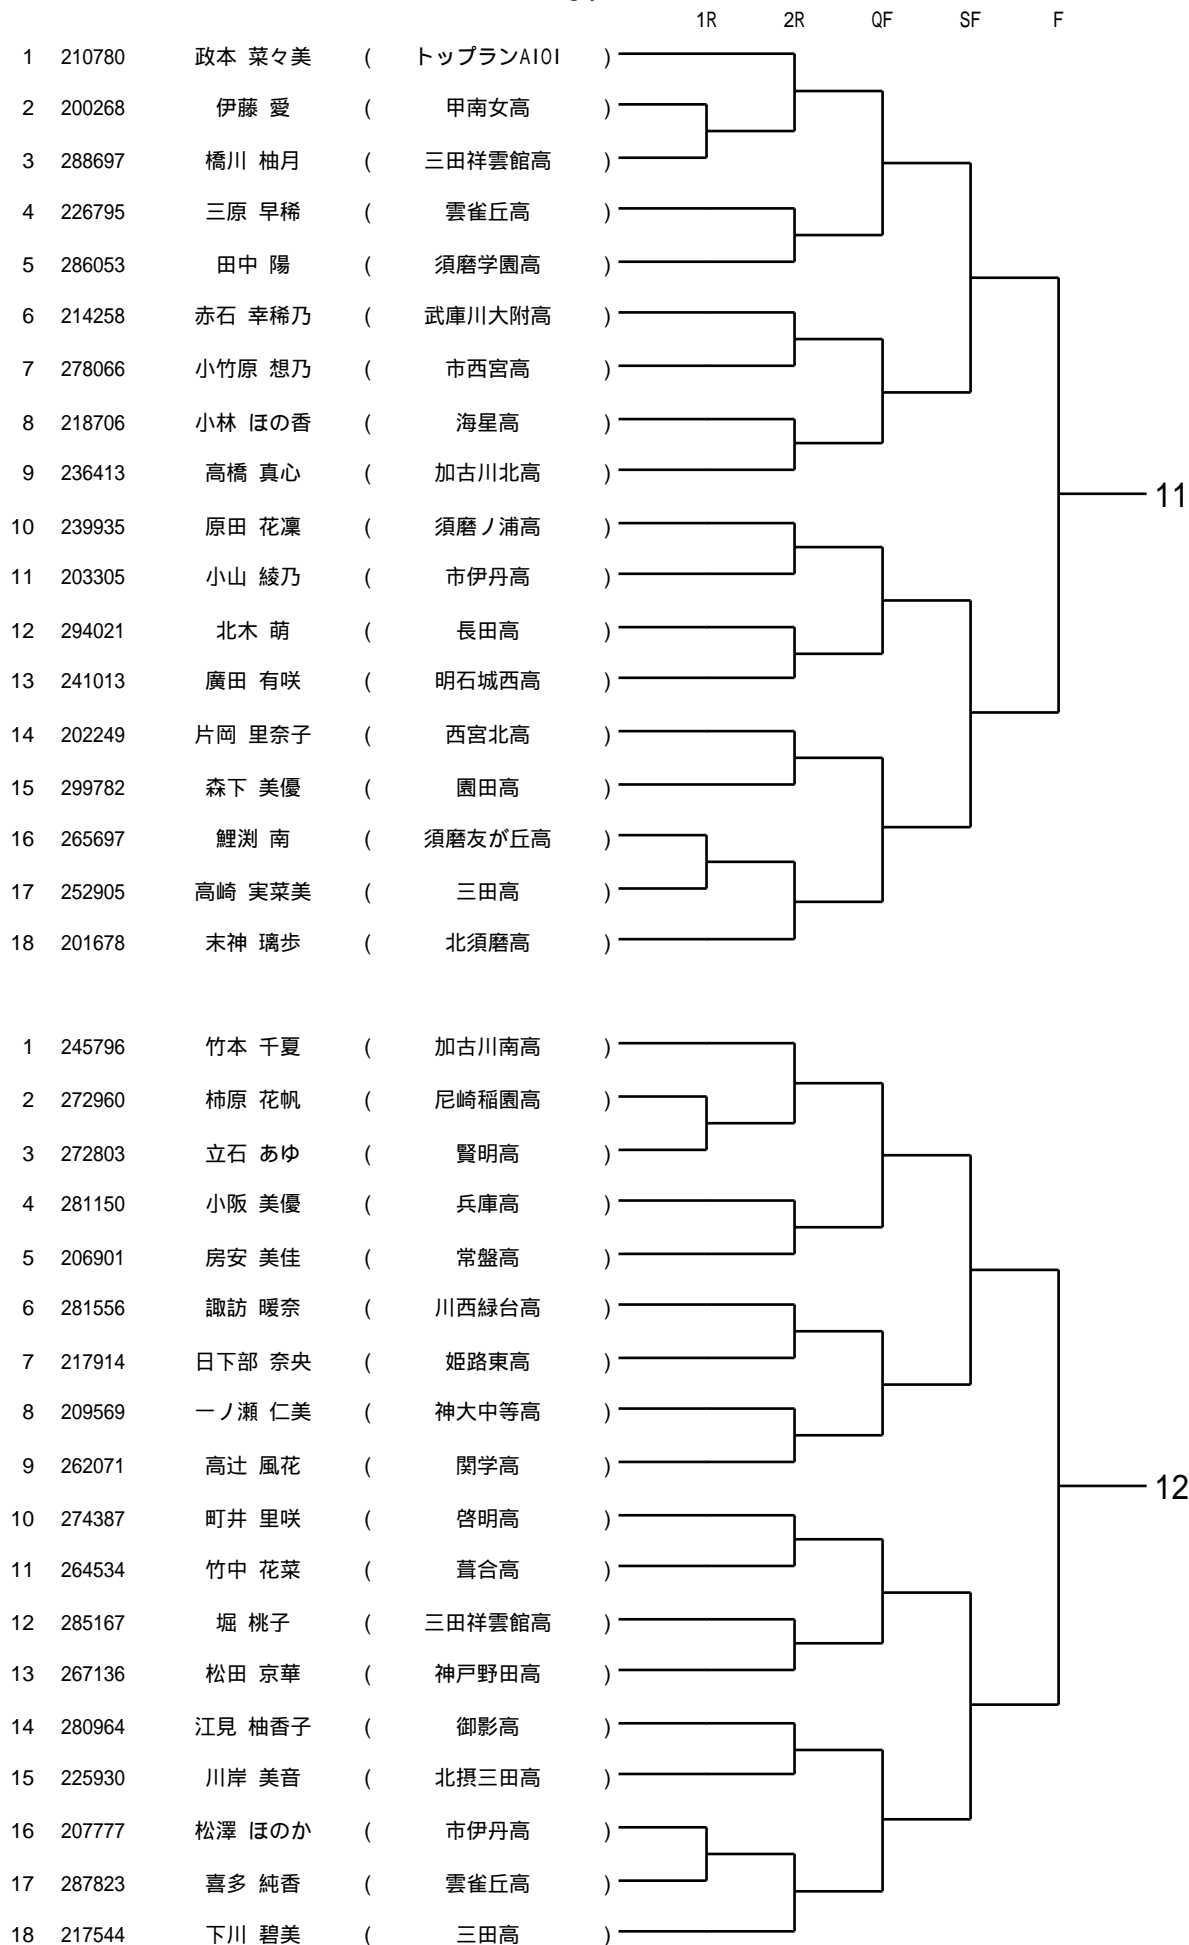 1R 2R QF SF F
1 210780 政本 菜々美 ( トップランAIOI )
2 200268 伊藤 愛 ( 甲南女高 )
3 288697 橋川 柚月 ( 三田祥雲館高 )
4 226795 三原 早稀 ( 雲雀丘高 )
5 286053 田中 陽 ( 須磨学園高 )
6 214258 赤石 幸稀乃 ( 武庫川大附高 )
7 278066 小竹原 想乃 ( 市西宮高 )
8 218706 小林 ほの香 ( 海星高 )
9 236413 高橋 真心 ( 加古川北高 )
11
10 239935 原田 花凜 ( 須磨ノ浦高 )
11 203305 小山 綾乃 ( 市伊丹高 )
12 294021 北木 萌 ( 長田高 )
13 241013 廣田 有咲 ( 明石城西高 )
14 202249 片岡 里奈子 ( 西宮北高 )
15 299782 森下 美優 ( 園田高 )
16 265697 鯉渕 南 ( 須磨友が丘高 )
17 252905 高崎 実菜美 ( 三田高 )
18 201678 末神 璃歩 ( 北須磨高 )
1 245796 竹本 千夏 ( 加古川南高 )
2 272960 柿原 花帆 ( 尼崎稲園高 )
3 272803 立石 あゆ ( 賢明高 )
4 281150 小阪 美優 ( 兵庫高 )
5 206901 房安 美佳 ( 常盤高 )
6 281556 諏訪 暖奈 ( 川西緑台高 )
7 217914 日下部 奈央 ( 姫路東高 )
8 209569 一ノ瀬 仁美 ( 神大中等高 )
9 262071 高辻 風花 ( 関学高 )
12
10 274387 町井 里咲 ( 啓明高 )
11 264534 竹中 花菜 ( 葺合高 )
12 285167 堀 桃子 ( 三田祥雲館高 )
13 267136 松田 京華 ( 神戸野田高 )
14 280964 江見 柚香子 ( 御影高 )
15 225930 川岸 美音 ( 北摂三田高 )
16 207777 松澤 ほのか ( 市伊丹高 )
17 287823 喜多 純香 ( 雲雀丘高 )
18 217544 下川 碧美 ( 三田高 )